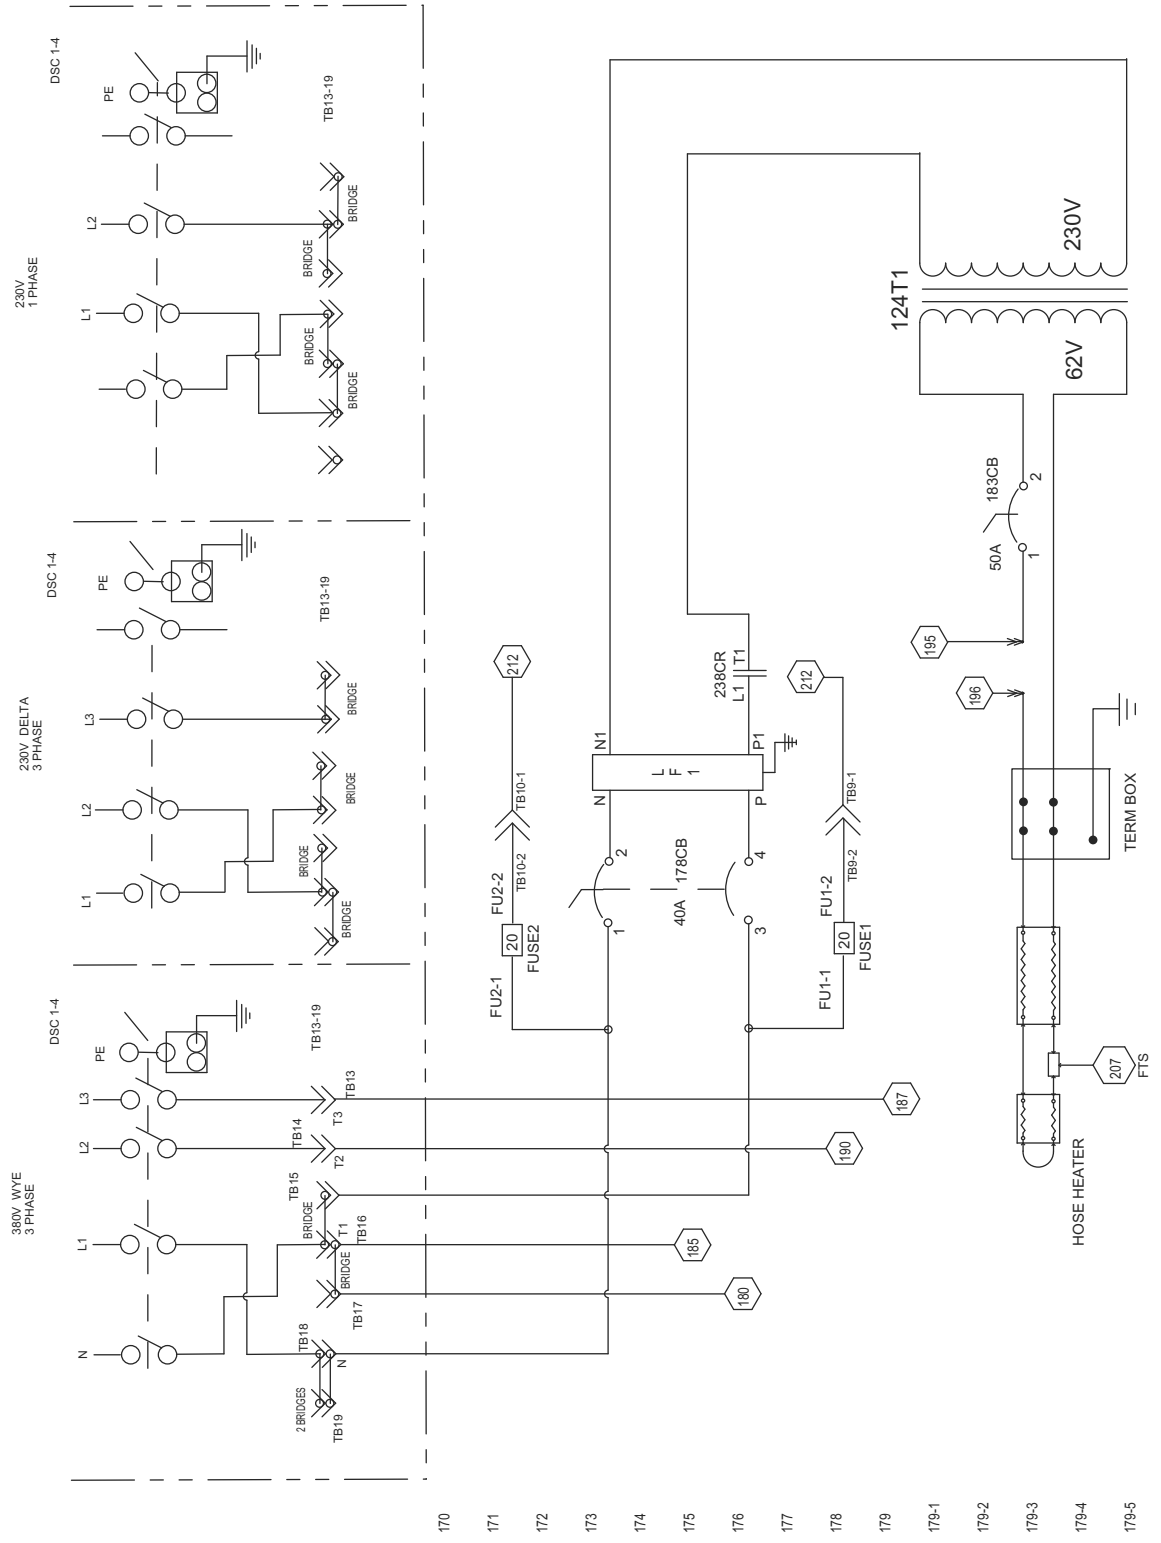 380V WYE
3 PHASE
N
L1
L2
L3
PE
DSC 1-4
2 BRIDGES
TB19
TB18
N
TB17
BRIDGE
BRIDGE
T1
TB16
TB15
T2
TB14
T3
TB13
TB13-19
230V DELTA
3 PHASE
L1
L2
L3
PE
DSC 1-4
BRIDGE
BRIDGE
BRIDGE
BRIDGE
TB13-19
230V
1 PHASE
L1
L2
PE
DSC 1-4
BRIDGE
BRIDGE
BRIDGE
BRIDGE
TB13-19
170
171
172
173
174
175
176
177
178
179
179-1
179-2
179-3
179-4
179-5
180
185
190
187
FU2-1
20
FUSE2
FU2-2
TB10-2
TB10-1
212
1
2
40A
178CB
3
4
N
N1
LF1
P
P1
238CR
L1
T1
FU1-1
20
FUSE1
FU1-2
TB9-2
TB9-1
212
124T1
230V
62V
183CB
50A
1
2
195
196
TERM BOX
207
FTS
HOSE HEATER